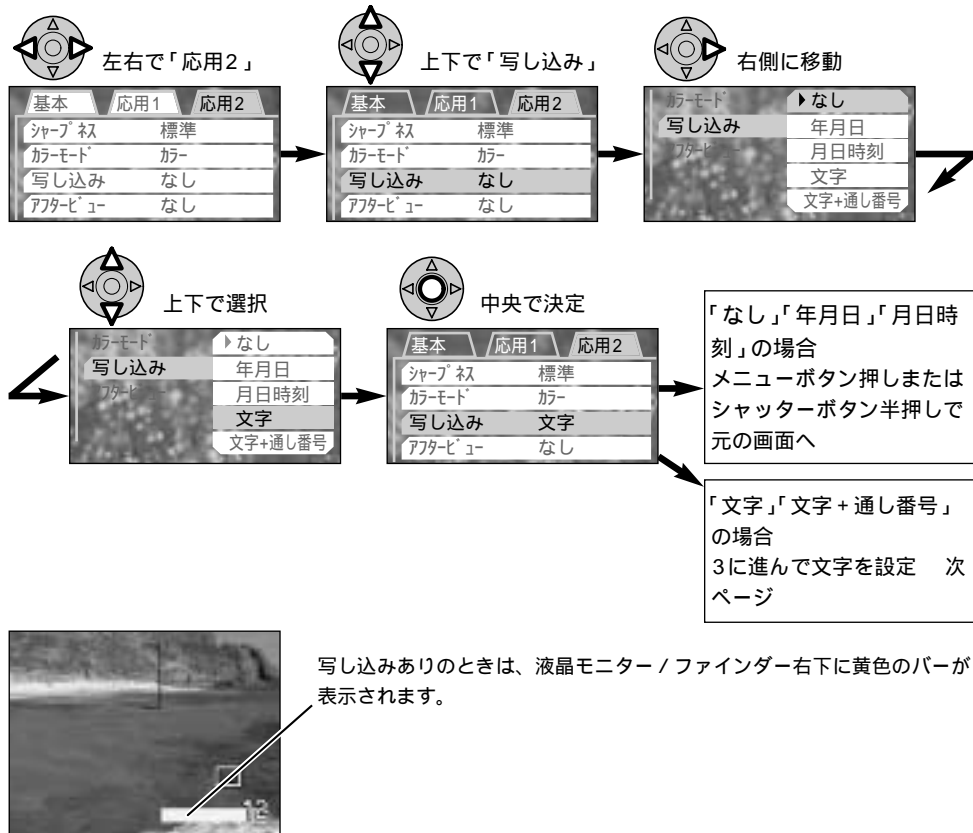 左右で「応用2」
基本 応用1 応用2
シャープネス 標準
カラーモード カラー
写し込み なし
アフタービュー なし
上下で「写し込み」
基本 応用1 応用2
シャープネス 標準
カラーモード カラー
写し込み なし
アフタービュー なし
右側に移動
カラーモード なし
写し込み 年月日
アフタービュー 月日時刻
文字
文字+通し番号
上下で選択
カラーモード なし
写し込み 年月日
月日時刻
文字
文字+通し番号
中央で決定
基本 応用1 応用2
シャープネス 標準
カラーモード カラー
写し込み 文字
アフタービュー なし
「なし」「年月日」「月日時
刻」の場合
メニューボタン押しまたは
シャッターボタン半押しで
元の画面へ
「文字」「文字+通し番号」
の場合
3に進んで文字を設定 次
ページ
写し込みありのときは、液晶モニター/ファインダー右下に黄色のバーが
表示されます。
12